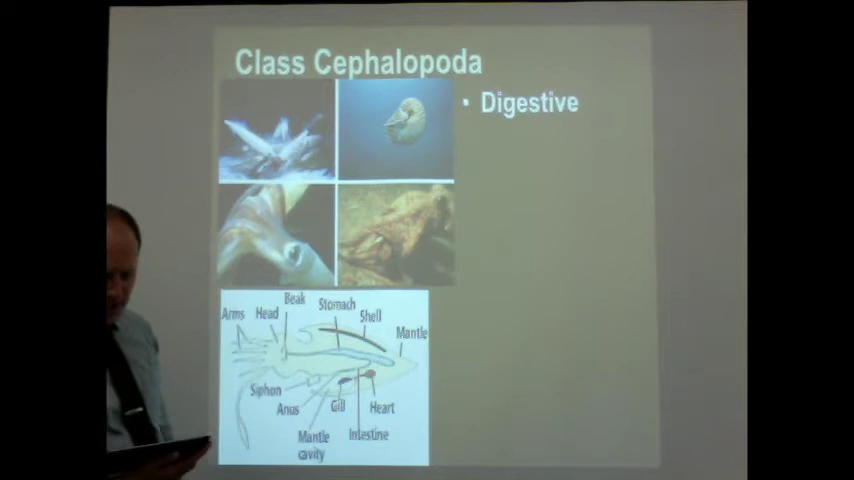 Class Cephalopoda
• Digestive
Beak
Stomach
Arms
Head
Shell
Mantle
Siphon
Anus
Gill
Heart
Mantle
cavity
Intestine